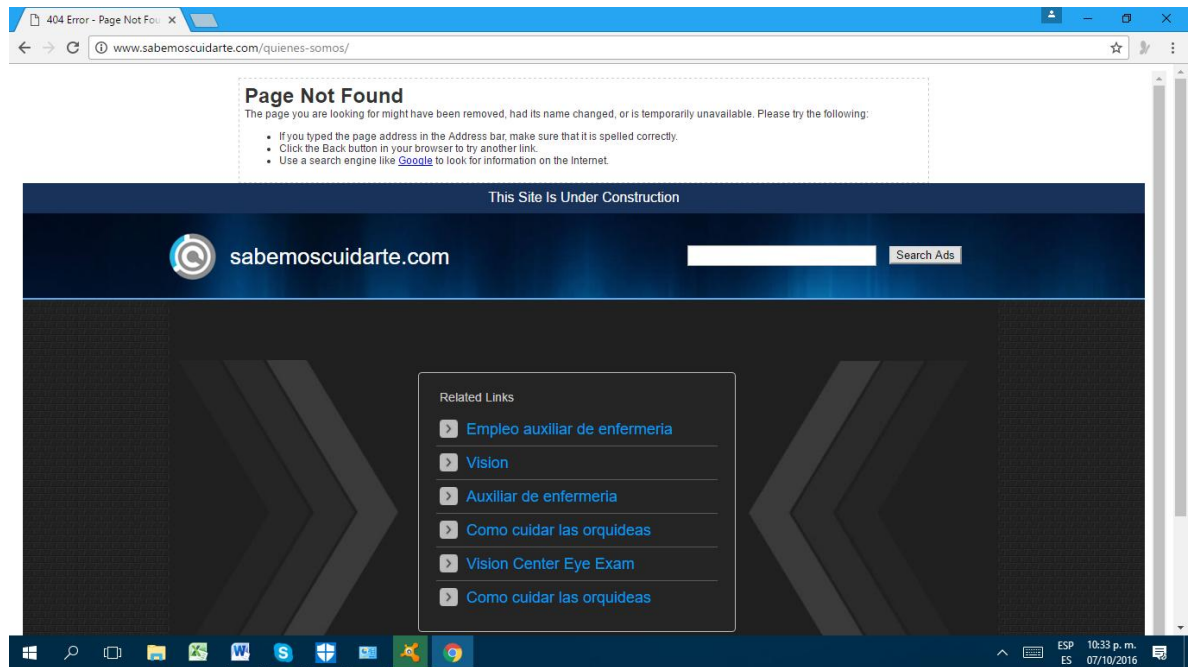 404 Error - Page Not Fou
www.sabemoscuidarte.com/quienes-somos/
Page Not Found
The page you are looking for might have been removed, had its name changed, or is temporarily unavailable. Please try the following:
If you typed the page address in the Address bar, make sure that it is spelled correctly.
Click the Back button in your browser to try another link.
Use a search engine like Google to look for information on the Internet.
This Site Is Under Construction
sabemoscuidarte.com
Search Ads
Related Links
Empleo auxiliar de enfermeria
Vision
Auxiliar de enfermeria
Como cuidar las orquideas
Vision Center Eye Exam
Como cuidar las orquideas
ESP 10:33 p. m.
ES 07/10/2016